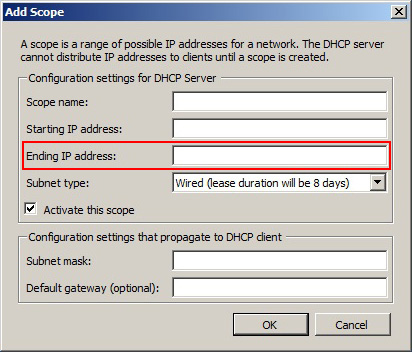 Add Scope
A scope is a range of possible IP addresses for a network. The DHCP server
cannot distribute IP addresses to clients until a scope is created.
Configuration settings for DHCP Server
Scope name:
Starting IP address:
Ending IP address:
Subnet type: Wired (lease duration will be 8 days)
Activate this scope
Configuration settings that propagate to DHCP client
Subnet mask:
Default gateway (optional):
OK Cancel